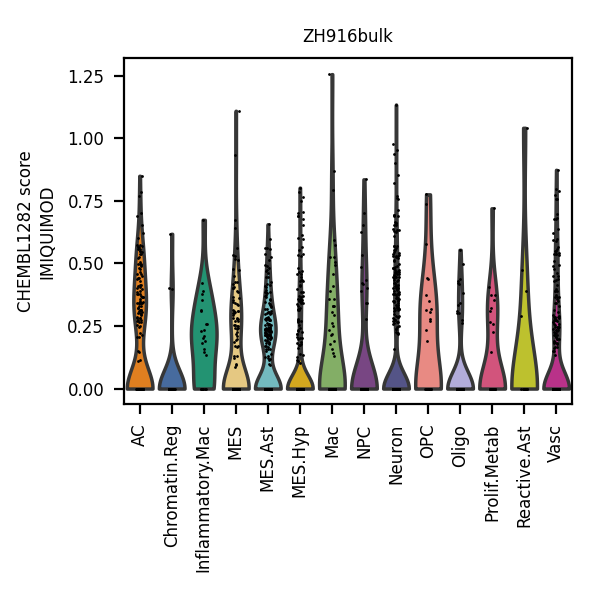 ZH916bulk
CHEMBL1282 score
IMIQUIMOD
1.25
1.00
0.75
0.50
0.25
0.00
AC
Chromatin.Reg
Inflammatory.Mac
MES
MES.Ast
MES.Hyp
Mac
NPC
Neuron
OPC
Oligo
Prolif.Metab
Reactive.Ast
Vasc